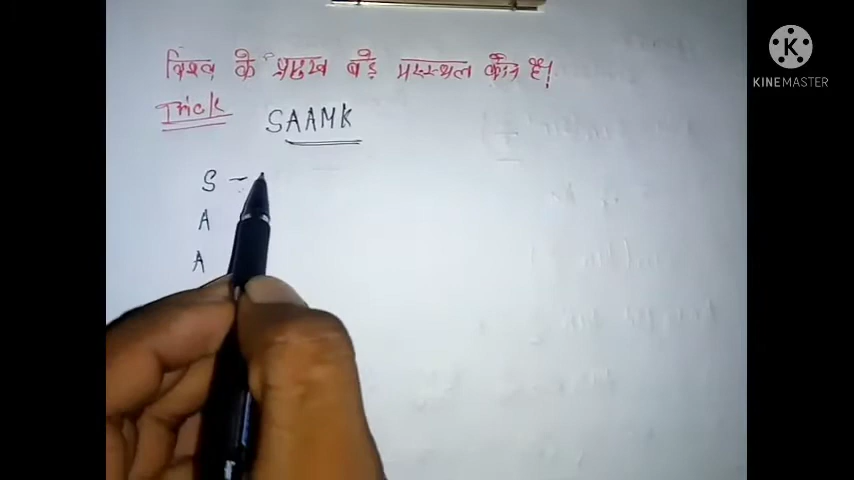 विश्व के प्रमुख बड़े मरुस्थल कौन हैं!
Trick SAAMK
S -
A
A
KINEMASTER